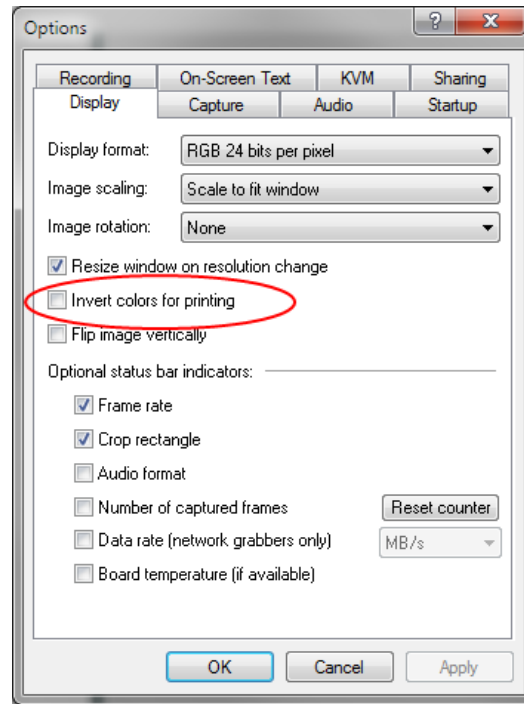 Options
?
Recording On-Screen Text KVM Sharing
Display Capture Audio Startup
Display format: RGB 24 bits per pixel
Image scaling: Scale to fit window
Image rotation: None
Resize window on resolution change
Invert colors for printing
Flip image vertically
Optional status bar indicators:
Frame rate
Crop rectangle
Audio format
Number of captured frames Reset counter
Data rate (network grabbers only) MB/s
Board temperature (if available)
OK Cancel Apply